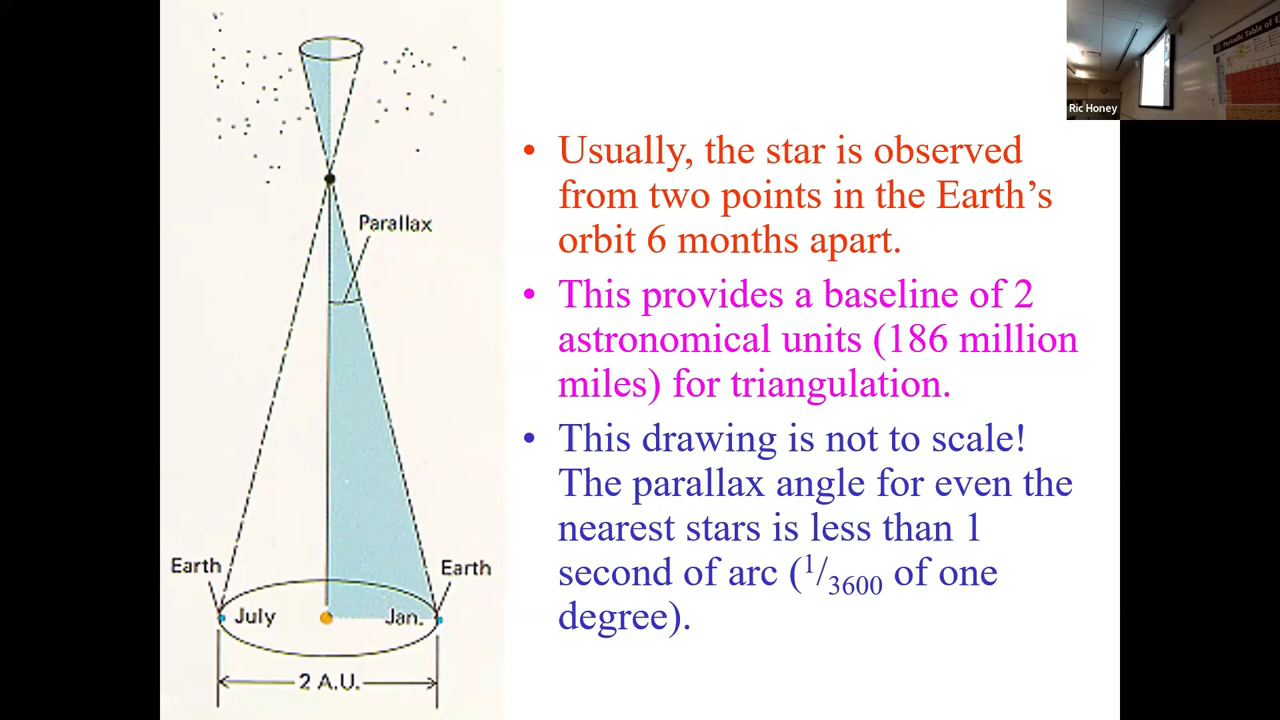 Ric Honey
Periodic Table of E
Parallax
Earth
Earth
July
Jan.
2 A.U.
• Usually, the star is observed
from two points in the Earth’s
orbit 6 months apart.
• This provides a baseline of 2
astronomical units (186 million
miles) for triangulation.
• This drawing is not to scale!
The parallax angle for even the
nearest stars is less than 1
second of arc (1/3600 of one
degree).